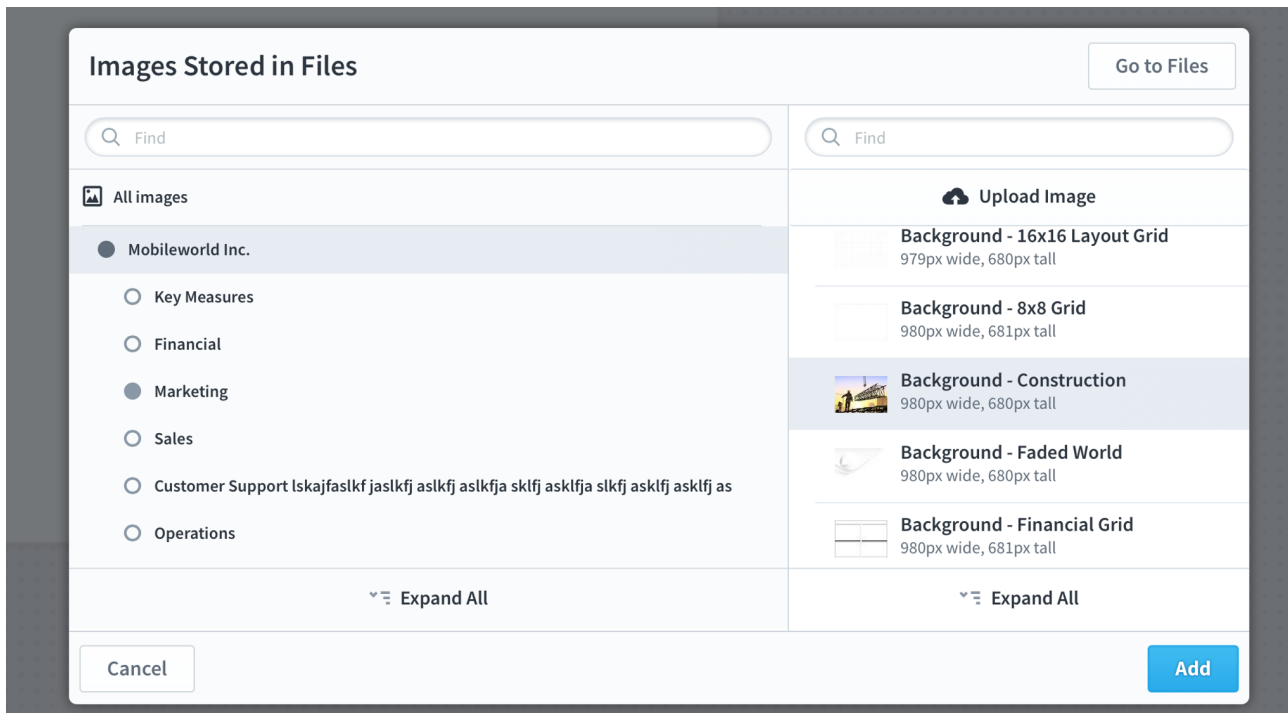 Images Stored in Files
Go to Files
Find
All images
Mobileworld Inc.
Key Measures
Financial
Marketing
Sales
Customer Support lskajfaslkf jaslkfj aslkfj aslkfja sklfj asklfja slkfj asklfj asklfj as
Operations
Expand All
Find
Upload Image
Background - 16x16 Layout Grid
979px wide, 680px tall
Background - 8x8 Grid
980px wide, 681px tall
Background - Construction
980px wide, 680px tall
Background - Faded World
980px wide, 680px tall
Background - Financial Grid
980px wide, 681px tall
Expand All
Cancel
Add